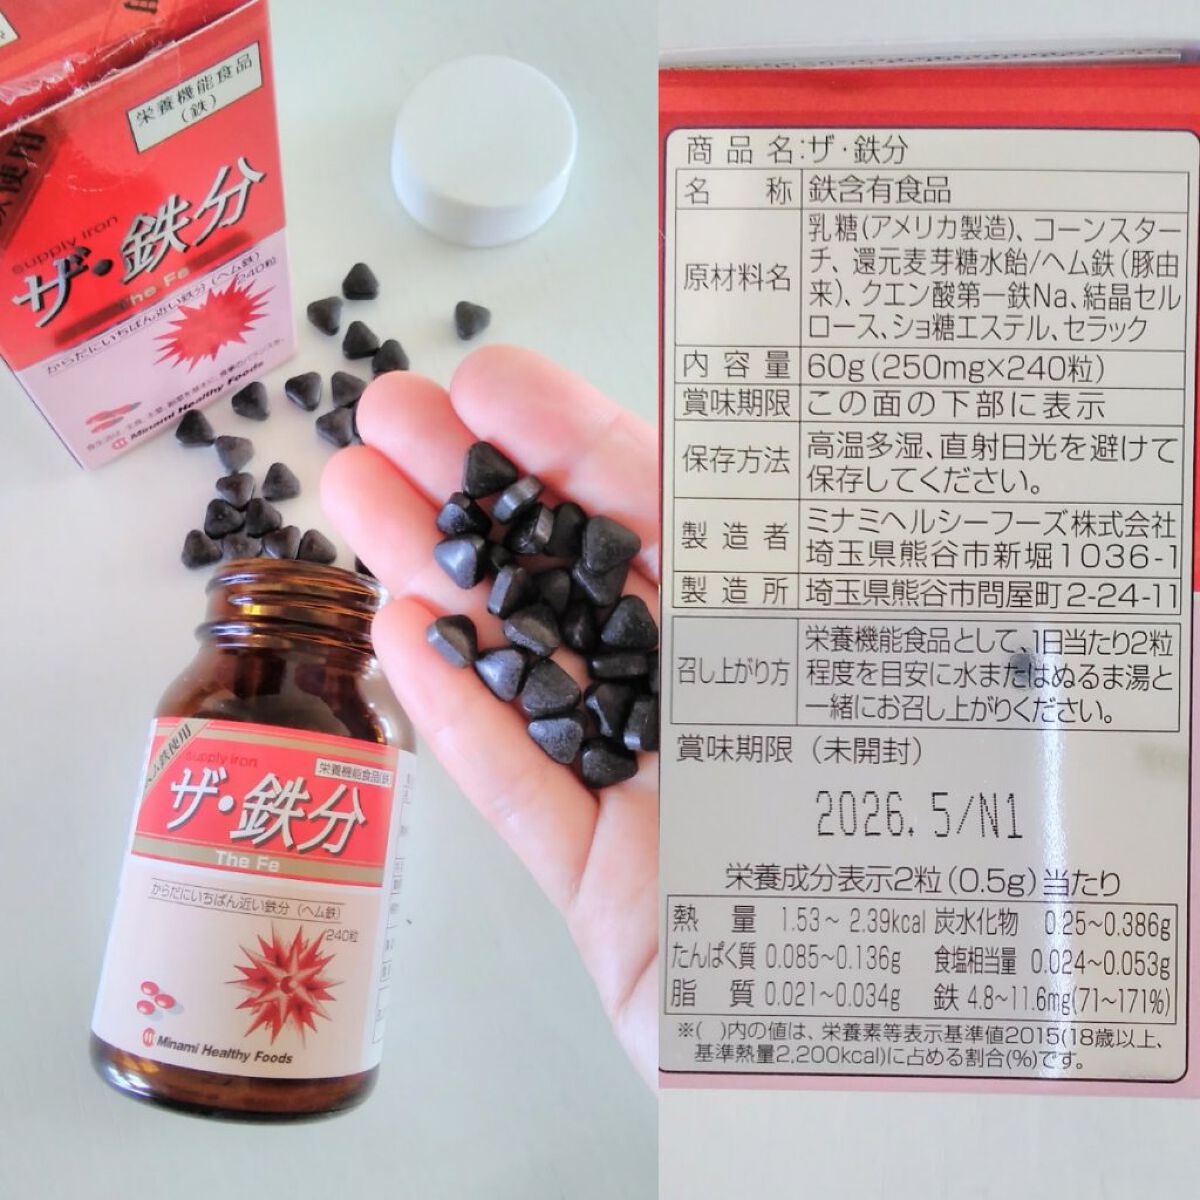 栄養機能食品
(鉄)
supply iron
ザ・鉄分
The Fe
からだにいちばん近い鉄分(ヘム鉄)
240粒
Minami Healthy Foods
ヘム鉄使用
supply iron
栄養機能食品(鉄)
ザ・鉄分
The Fe
からだにいちばん近い鉄分(ヘム鉄)
240粒
Minami Healthy Foods
商品名:ザ・鉄分
名称 鉄含有食品
原材料名 乳糖(アメリカ製造)、コーンスター
チ、還元麦芽糖水飴/ヘム鉄(豚由
来)、クエン酸第一鉄Na、結晶セル
ロース、ショ糖エステル、セラック
内容量 60g(250mg×240粒)
賞味期限 この面の下部に表示
保存方法 高温多湿、直射日光を避けて
保存してください。
製造者 ミナミヘルシーフーズ株式会社
埼玉県熊谷市新堀1036-1
製造所 埼玉県熊谷市問屋町2-24-11
召し上がり方 栄養機能食品として、1日当たり2粒
程度を目安に水またはぬるま湯と
一緒にお召し上がりください。
賞味期限(未開封)
2026. 5/N1
栄養成分表示2粒(0.5g)当たり
熱量 1.53~2.39kcal 炭水化物 0.25~0.386g
たんぱく質 0.085~0.136g 食塩相当量 0.024~0.053g
脂質 0.021~0.034g 鉄 4.8~11.6mg(71~171%)
※( )内の値は、栄養素等表示基準値2015(18歳以上、
基準熱量2,200kcal)に占める割合(%)です。